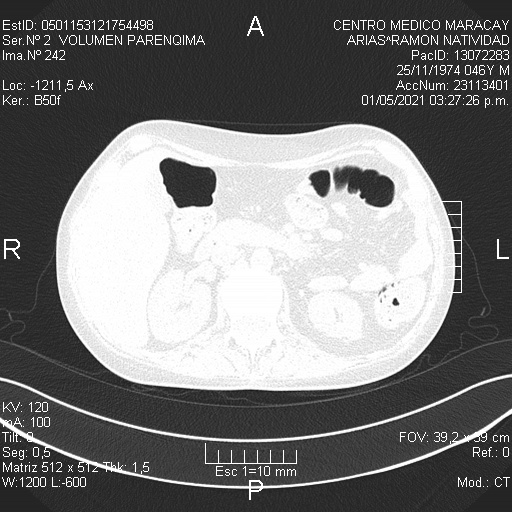 EstID: 0501153121754498
Ser.Nº 2 VOLUMEN PARENQIMA
Ima.Nº 242
Loc: -1211,5 Ax
Ker.: B50f
A
CENTRO MEDICO MARACAY
ARIAS^RAMON NATIVIDAD
PacID: 13072283
25/11/1974 046Y M
AccNum: 23113401
01/05/2021 03:27:26 p.m.
R
L
KV: 120
mA: 100
Tilt: 0
Seg: 0,5
Matriz 512 x 512 Thk: 1,5
W:1200 L:-600
Esc 1=10 mm
P
FOV: 39,2 x 39 cm
Ref.: 0
Mod.: CT